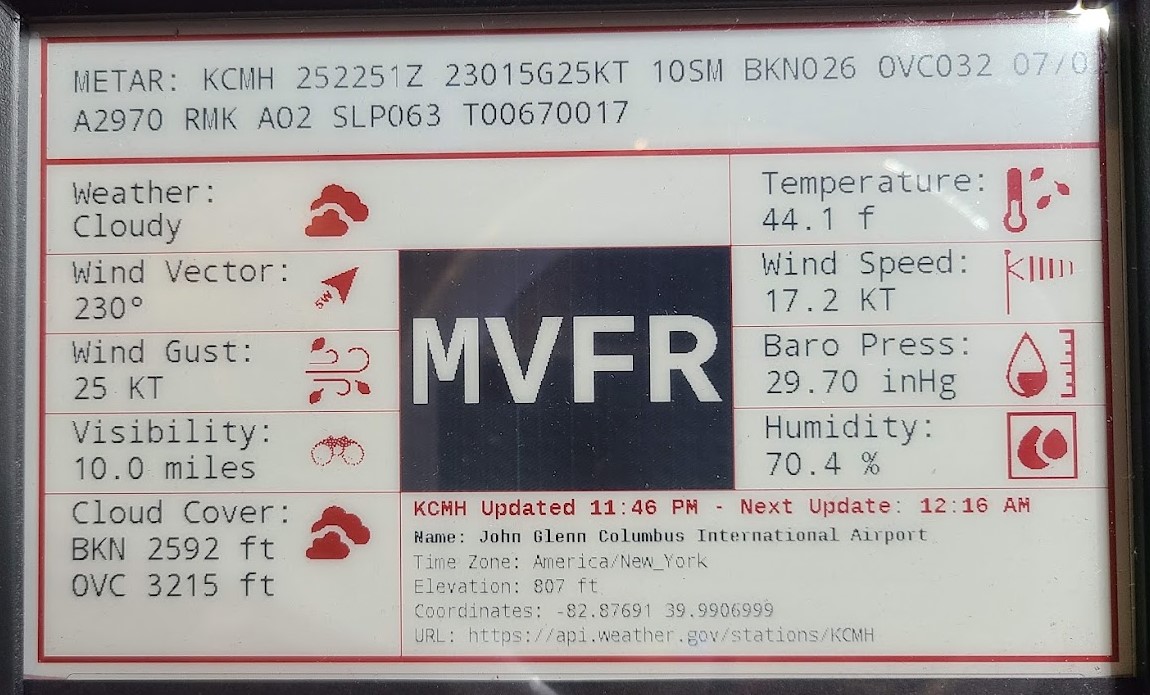 METAR: KCMH 252251Z 23015G25KT 10SM BKN026 OVC032 07/0
A2970 RMK AO2 SLP063 T00670017
Weather:
Cloudy
Wind Vector:
230°
SW
Wind Gust:
25 KT
Visibility:
10.0 miles
Cloud Cover:
BKN 2592 ft
OVC 3215 ft
MVFR
Temperature:
44.1 f
Wind Speed:
17.2 KT
Baro Press:
29.70 inHg
Humidity:
70.4 %
KCMH Updated 11:46 PM - Next Update: 12:16 AM
Name: John Glenn Columbus International Airport
Time Zone: America/New_York
Elevation: 807 ft
Coordinates: -82.87691 39.9906999
URL: https://api.weather.gov/stations/KCMH